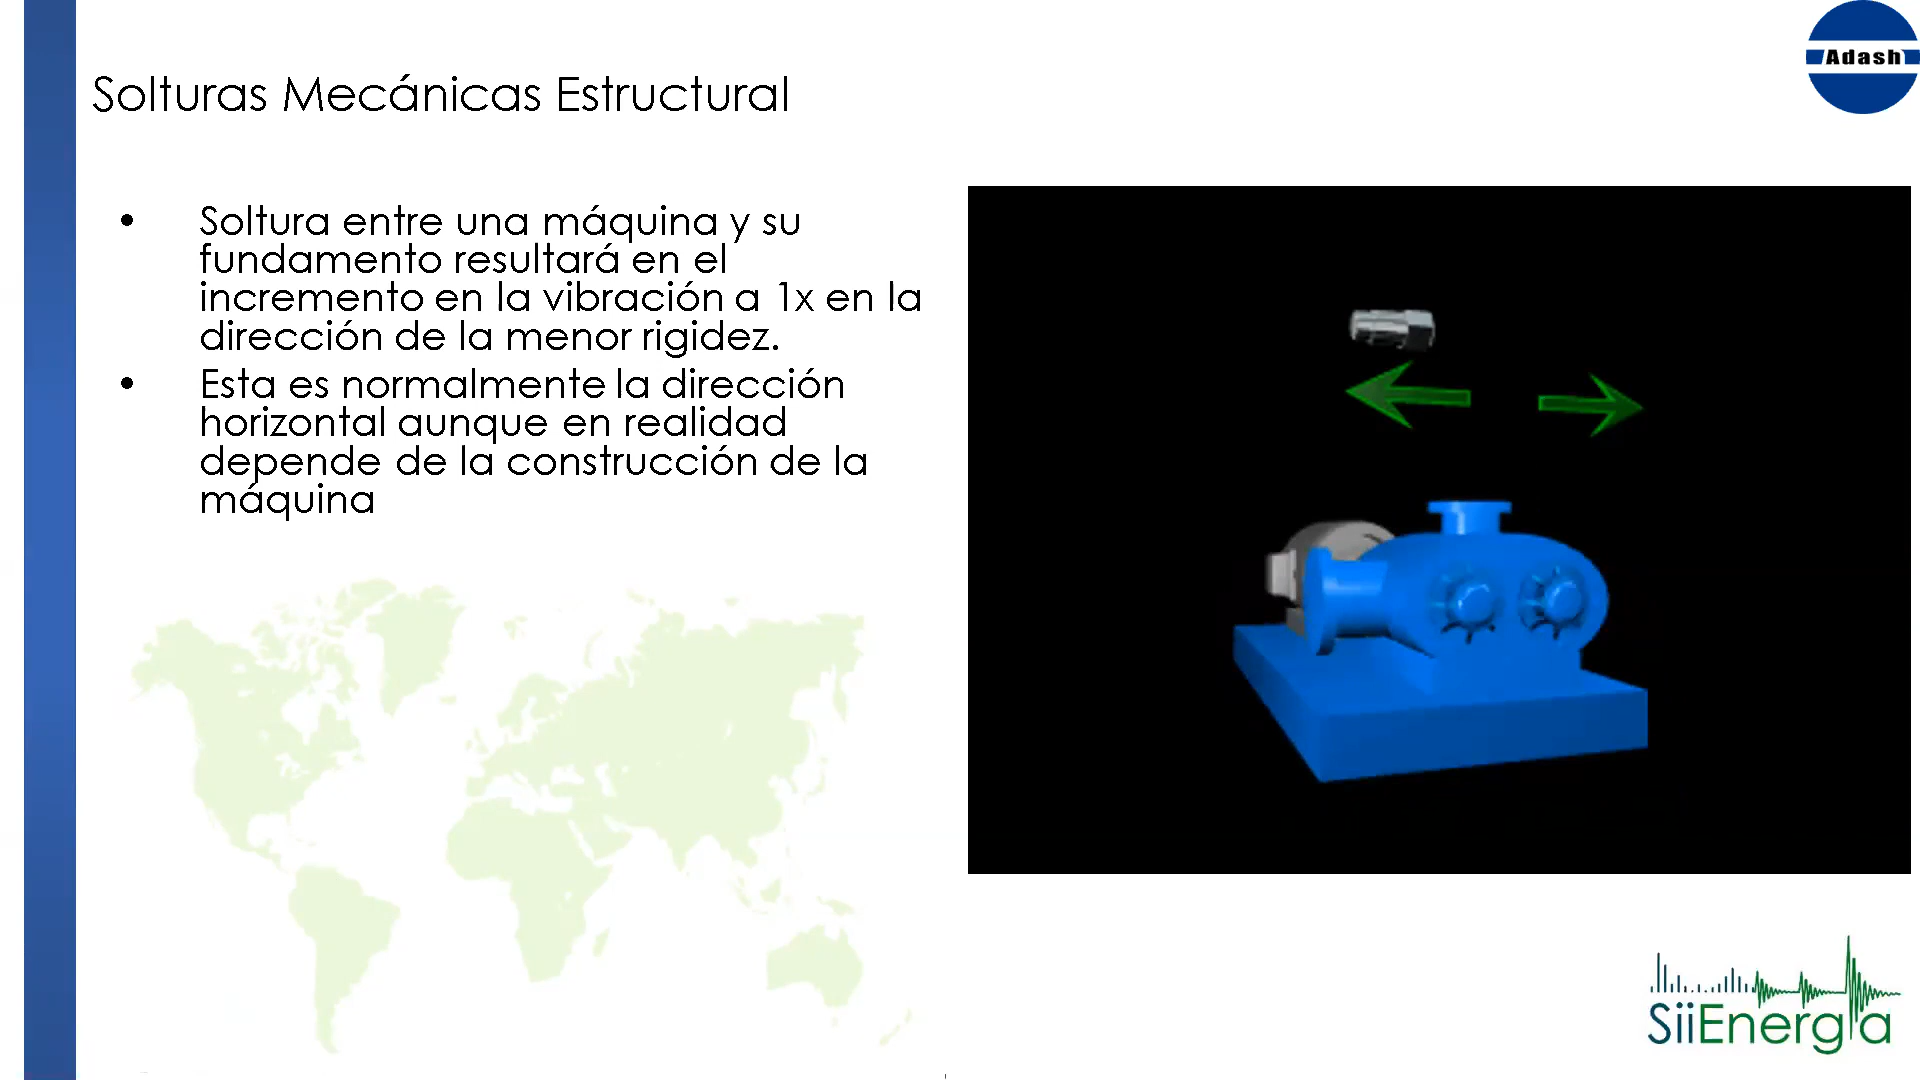 Adash
Solturas Mecánicas Estructural
• Soltura entre una máquina y su
fundamento resultará en el
incremento en la vibración a 1x en la
dirección de la menor rigidez.
• Esta es normalmente la dirección
horizontal aunque en realidad
depende de la construcción de la
máquina
SiiEnergía